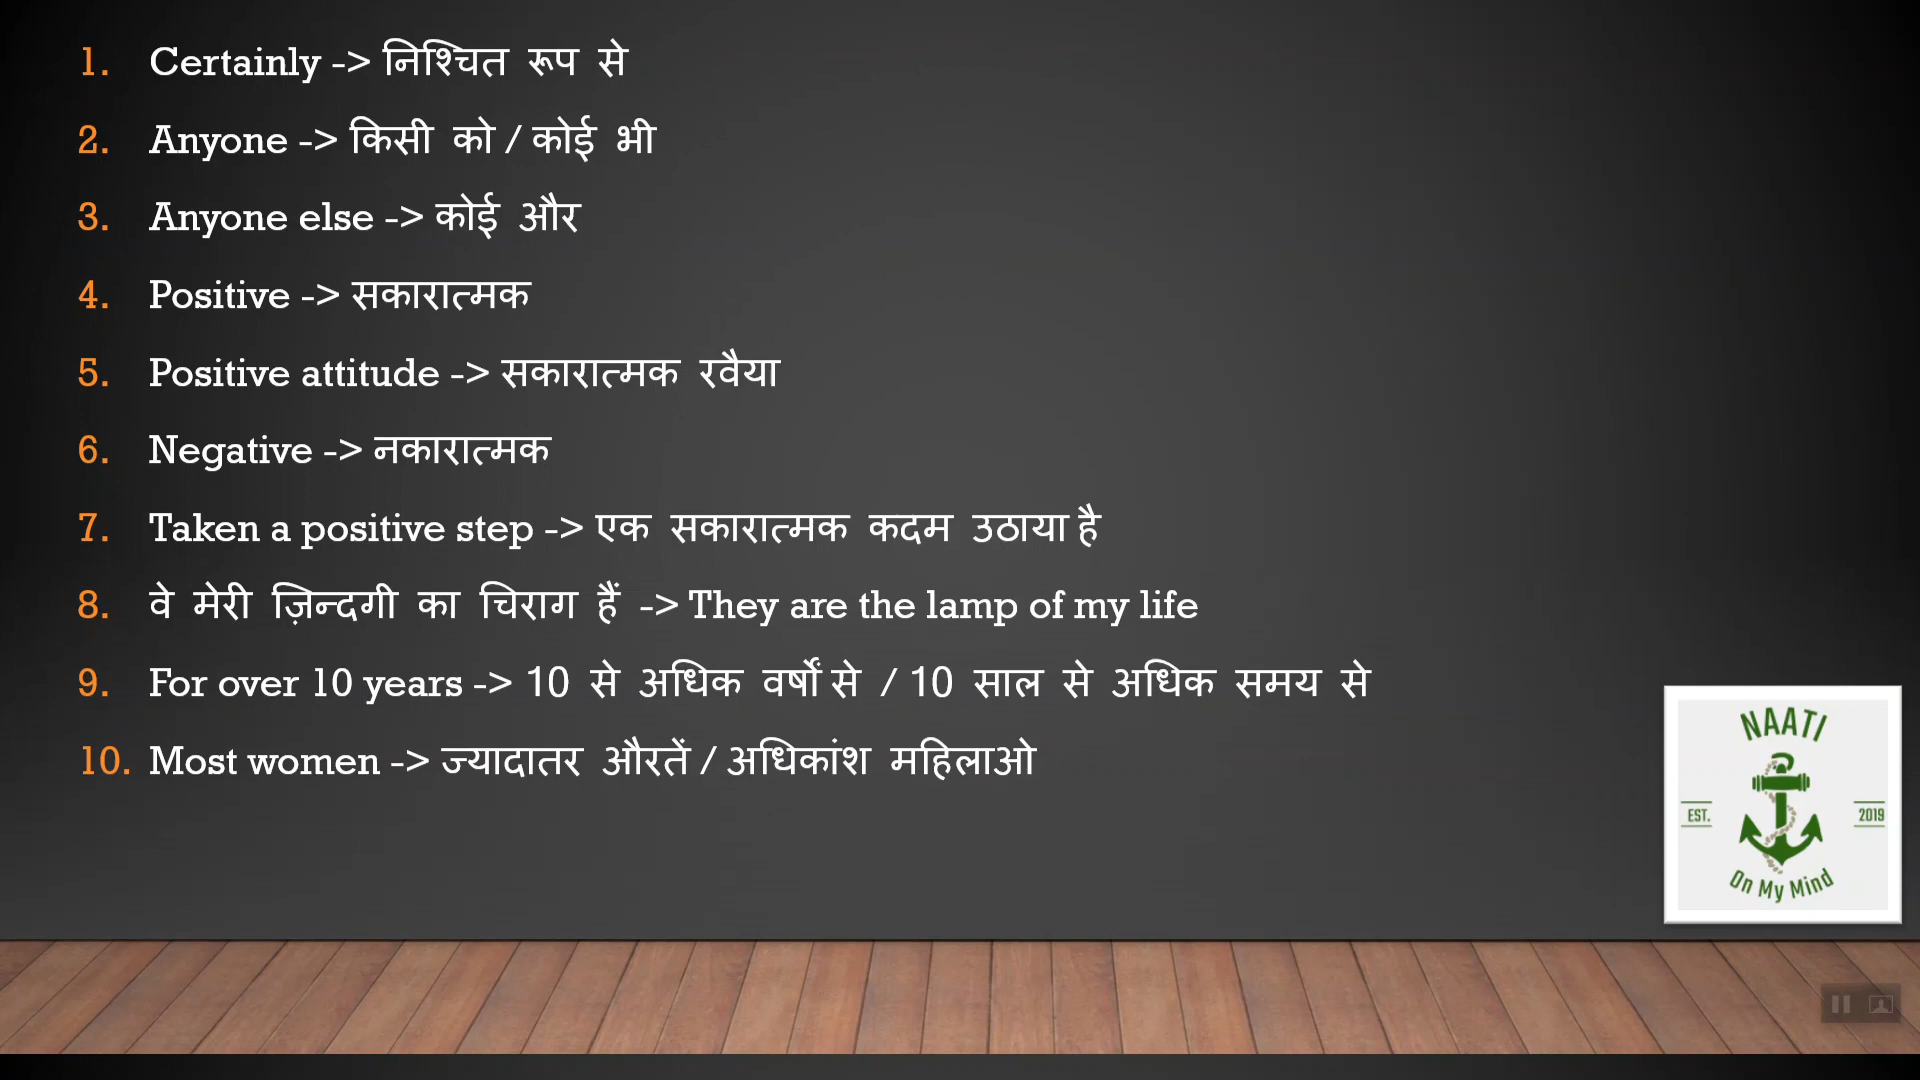 1. Certainly -> निश्चित रूप से
2. Anyone -> किसी को / कोई भी
3. Anyone else -> कोई और
4. Positive -> सकारात्मक
5. Positive attitude -> सकारात्मक रवैया
6. Negative -> नकारात्मक
7. Taken a positive step -> एक सकारात्मक कदम उठाया है
8. वे मेरी ज़िन्दगी का चिराग हैं -> They are the lamp of my life
9. For over 10 years -> 10 से अधिक वर्षों से / 10 साल से अधिक समय से
10. Most women -> ज्यादातर औरतें / अधिकांश महिलाओ
NAATI
EST. 2019
On My Mind